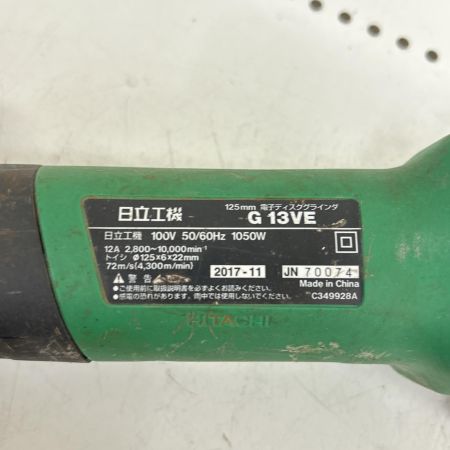 125mm 電子ディスクグラインダ
日立工機 G 13VE
日立工機 100V 50/60Hz 1050W
12A 2,800~10,000min⁻¹
トイシ ø125×6×22mm
72m/s(4,300m/min)
2017-11 JN 70074
⚠警告 Made in China
●ご使用前に取扱説明書を必ずよくお読みください。
●感電の恐れがあります。雨中では使用しないでください。 C349928A
HITACHI